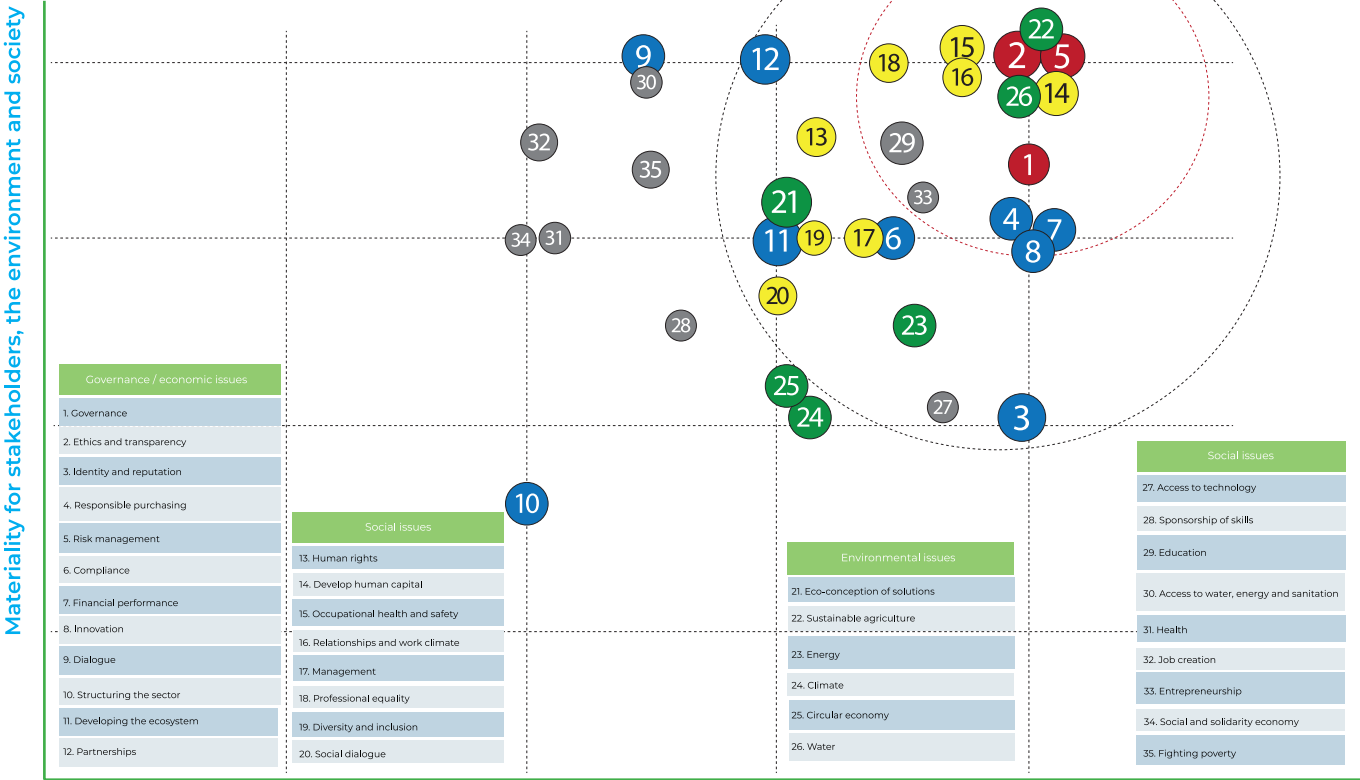 Materiality for stakeholders, the environment and society
22
15
2
5
9
12
18
16
30
26
14
13
29
32
35
1
33
21
4
7
34
31
11
19
17
6
8
20
28
23
25
24
27
3
10
Governance / economic issues
1. Governance
2. Ethics and transparency
3. Identity and reputation
4. Responsible purchasing
5. Risk management
6. Compliance
7. Financial performance
8. Innovation
9. Dialogue
10. Structuring the sector
11. Developing the ecosystem
12. Partnerships
Social issues
13. Human rights
14. Develop human capital
15. Occupational health and safety
16. Relationships and work climate
17. Management
18. Professional equality
19. Diversity and inclusion
20. Social dialogue
Environmental issues
21. Eco-conception of solutions
22. Sustainable agriculture
23. Energy
24. Climate
25. Circular economy
26. Water
Social issues
27. Access to technology
28. Sponsorship of skills
29. Education
30. Access to water, energy and sanitation
31. Health
32. Job creation
33. Entrepreneurship
34. Social and solidarity economy
35. Fighting poverty